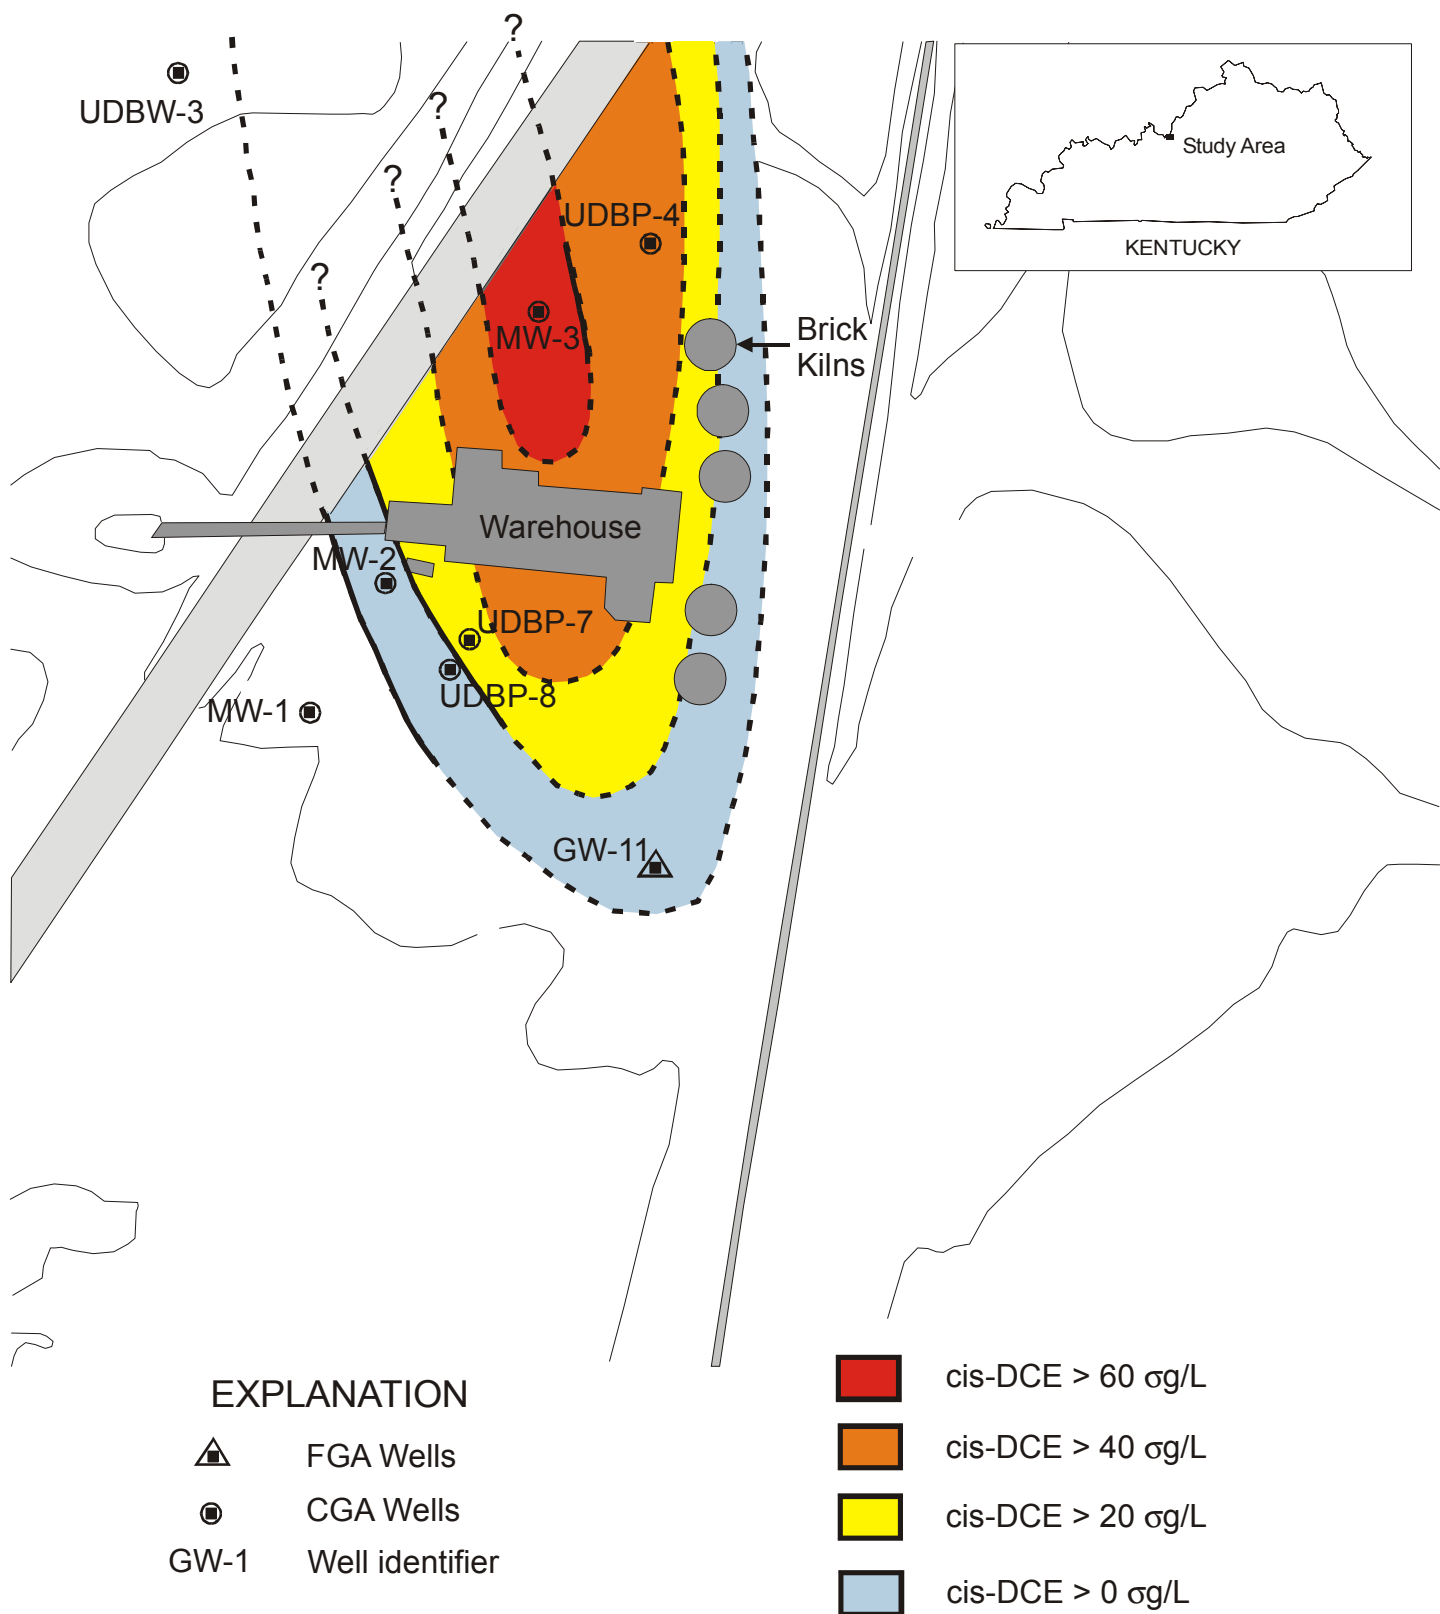 ?
?
?
?
UDBW-3
Study Area
KENTUCKY
UDBP-4
MW-3
Brick
Kilns
Warehouse
MW-2
UDBP-7
UDBP-8
MW-1
GW-11
EXPLANATION
FGA Wells
CGA Wells
GW-1 Well identifier
cis-DCE > 60 σg/L
cis-DCE > 40 σg/L
cis-DCE > 20 σg/L
cis-DCE > 0 σg/L